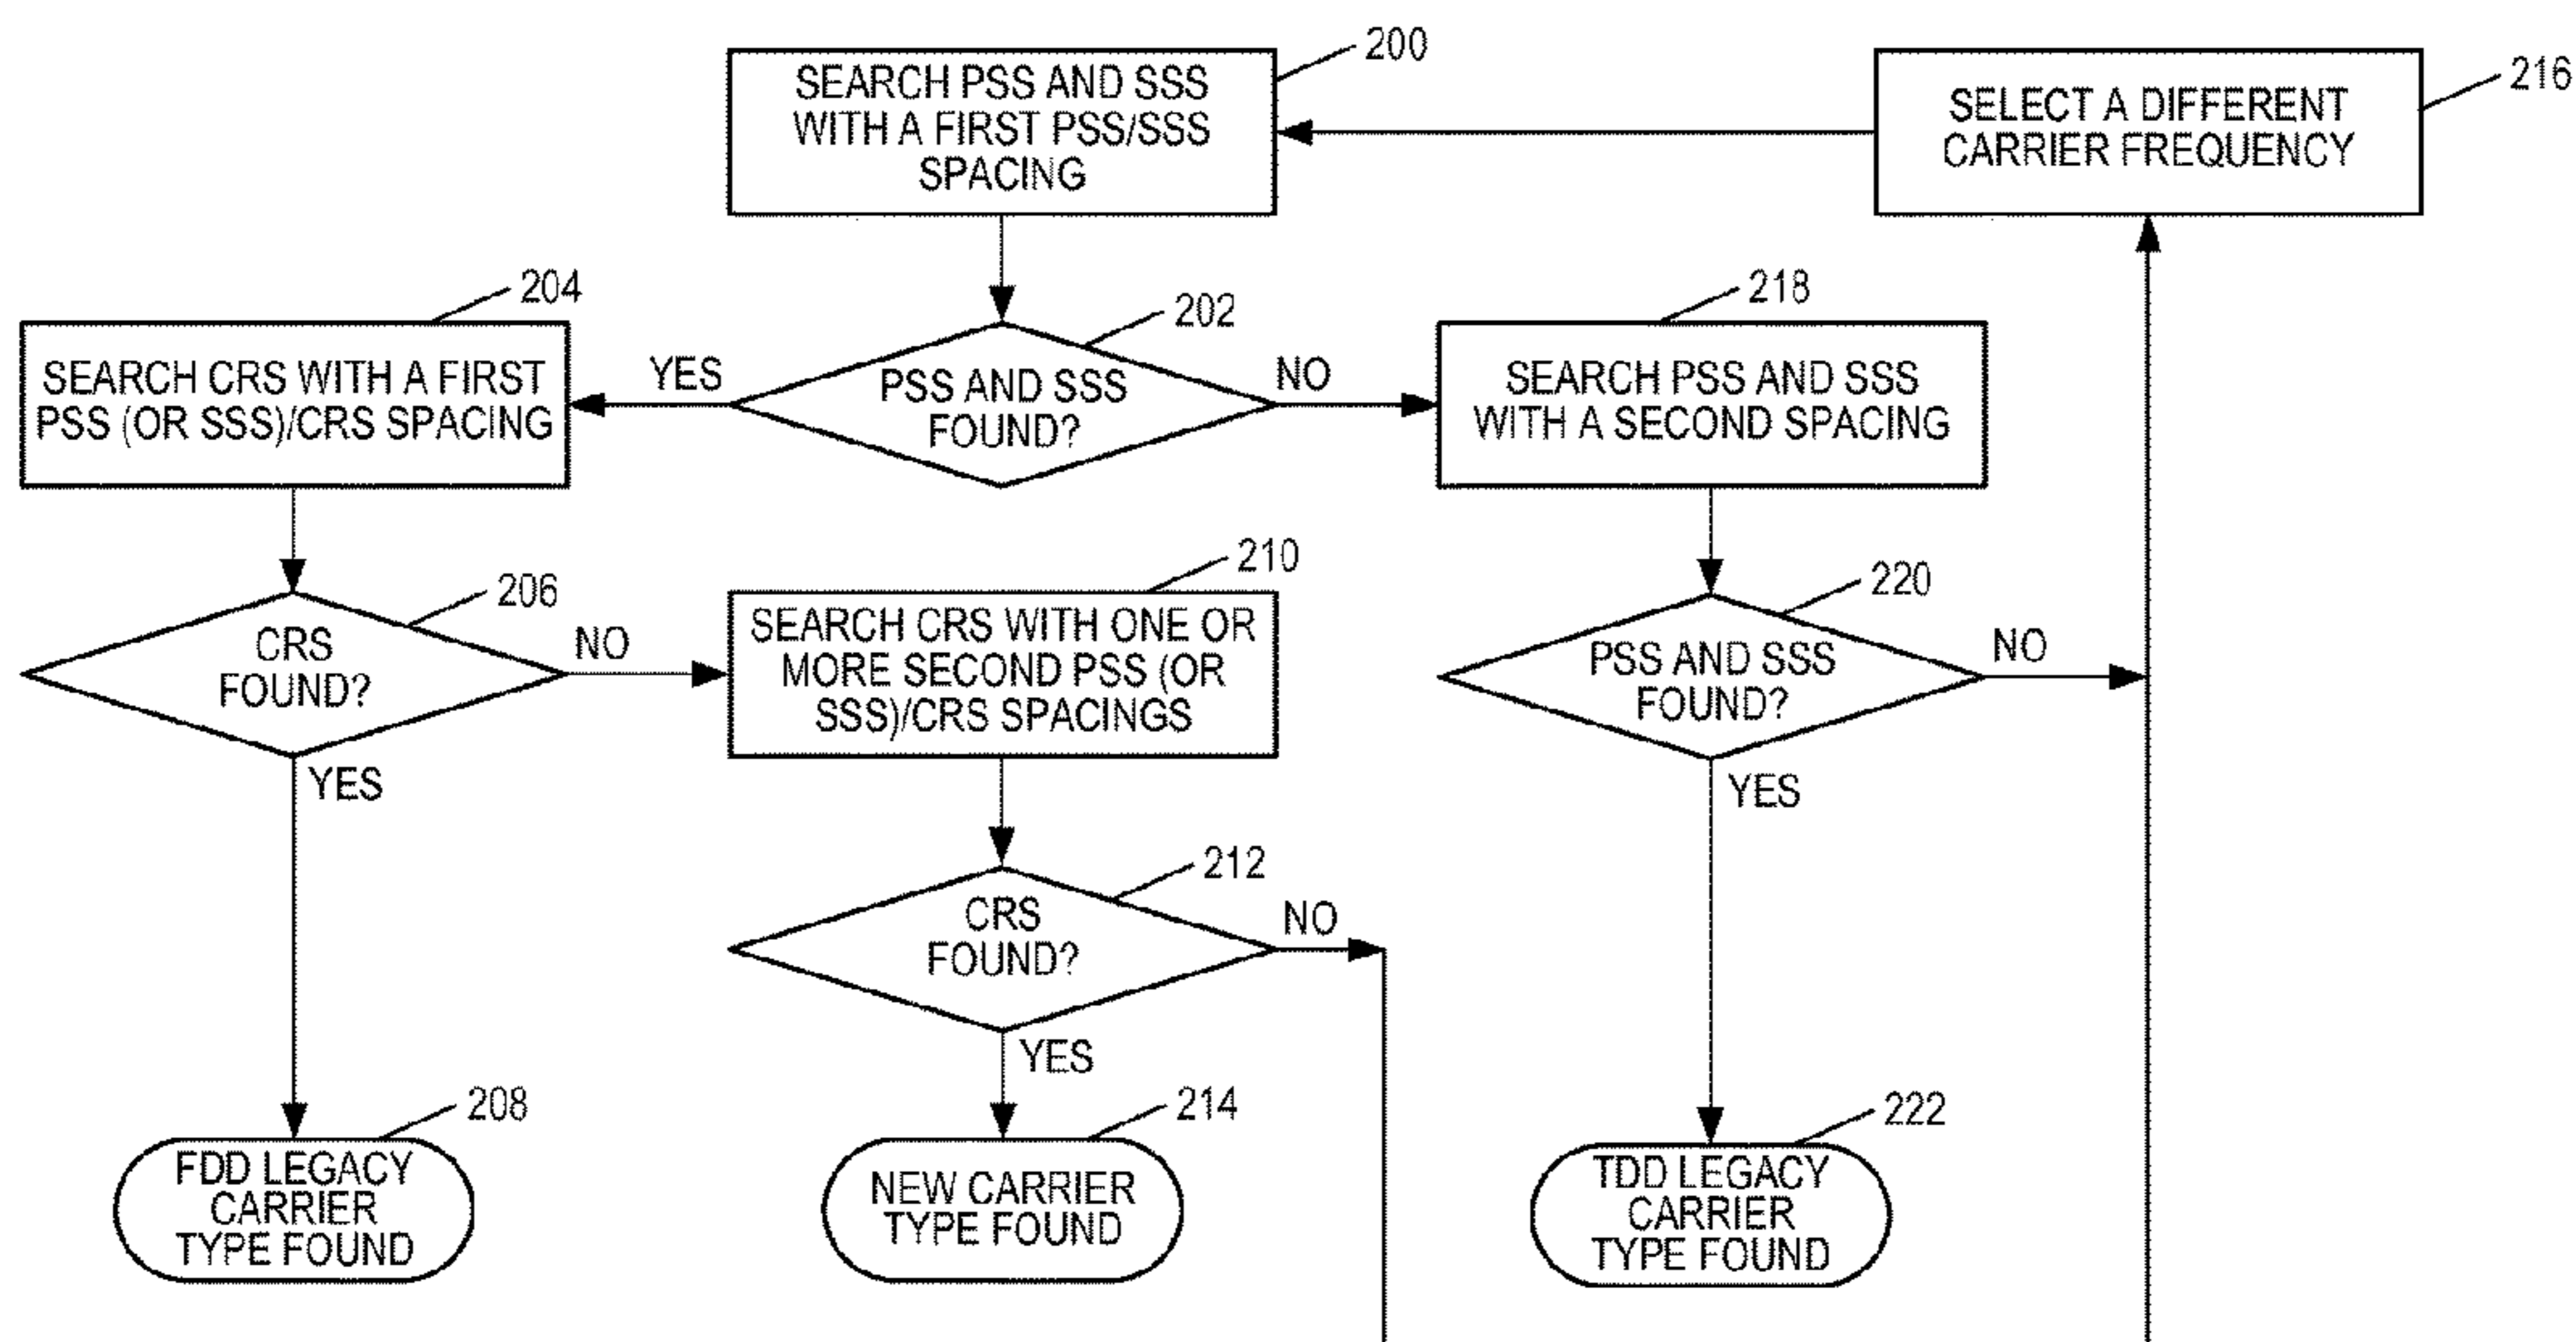 200
SEARCH PSS AND SSS
WITH A FIRST PSS/SSS
SPACING
216
SELECT A DIFFERENT
CARRIER FREQUENCY
204
SEARCH CRS WITH A FIRST
PSS (OR SSS)/CRS SPACING
YES
202
PSS AND SSS
FOUND?
NO
218
SEARCH PSS AND SSS
WITH A SECOND SPACING
206
CRS
FOUND?
NO
YES
210
SEARCH CRS WITH ONE OR
MORE SECOND PSS (OR
SSS)/CRS SPACINGS
220
PSS AND SSS
FOUND?
NO
YES
212
CRS
FOUND?
NO
YES
208
FDD LEGACY
CARRIER
TYPE FOUND
214
NEW CARRIER
TYPE FOUND
222
TDD LEGACY
CARRIER
TYPE FOUND